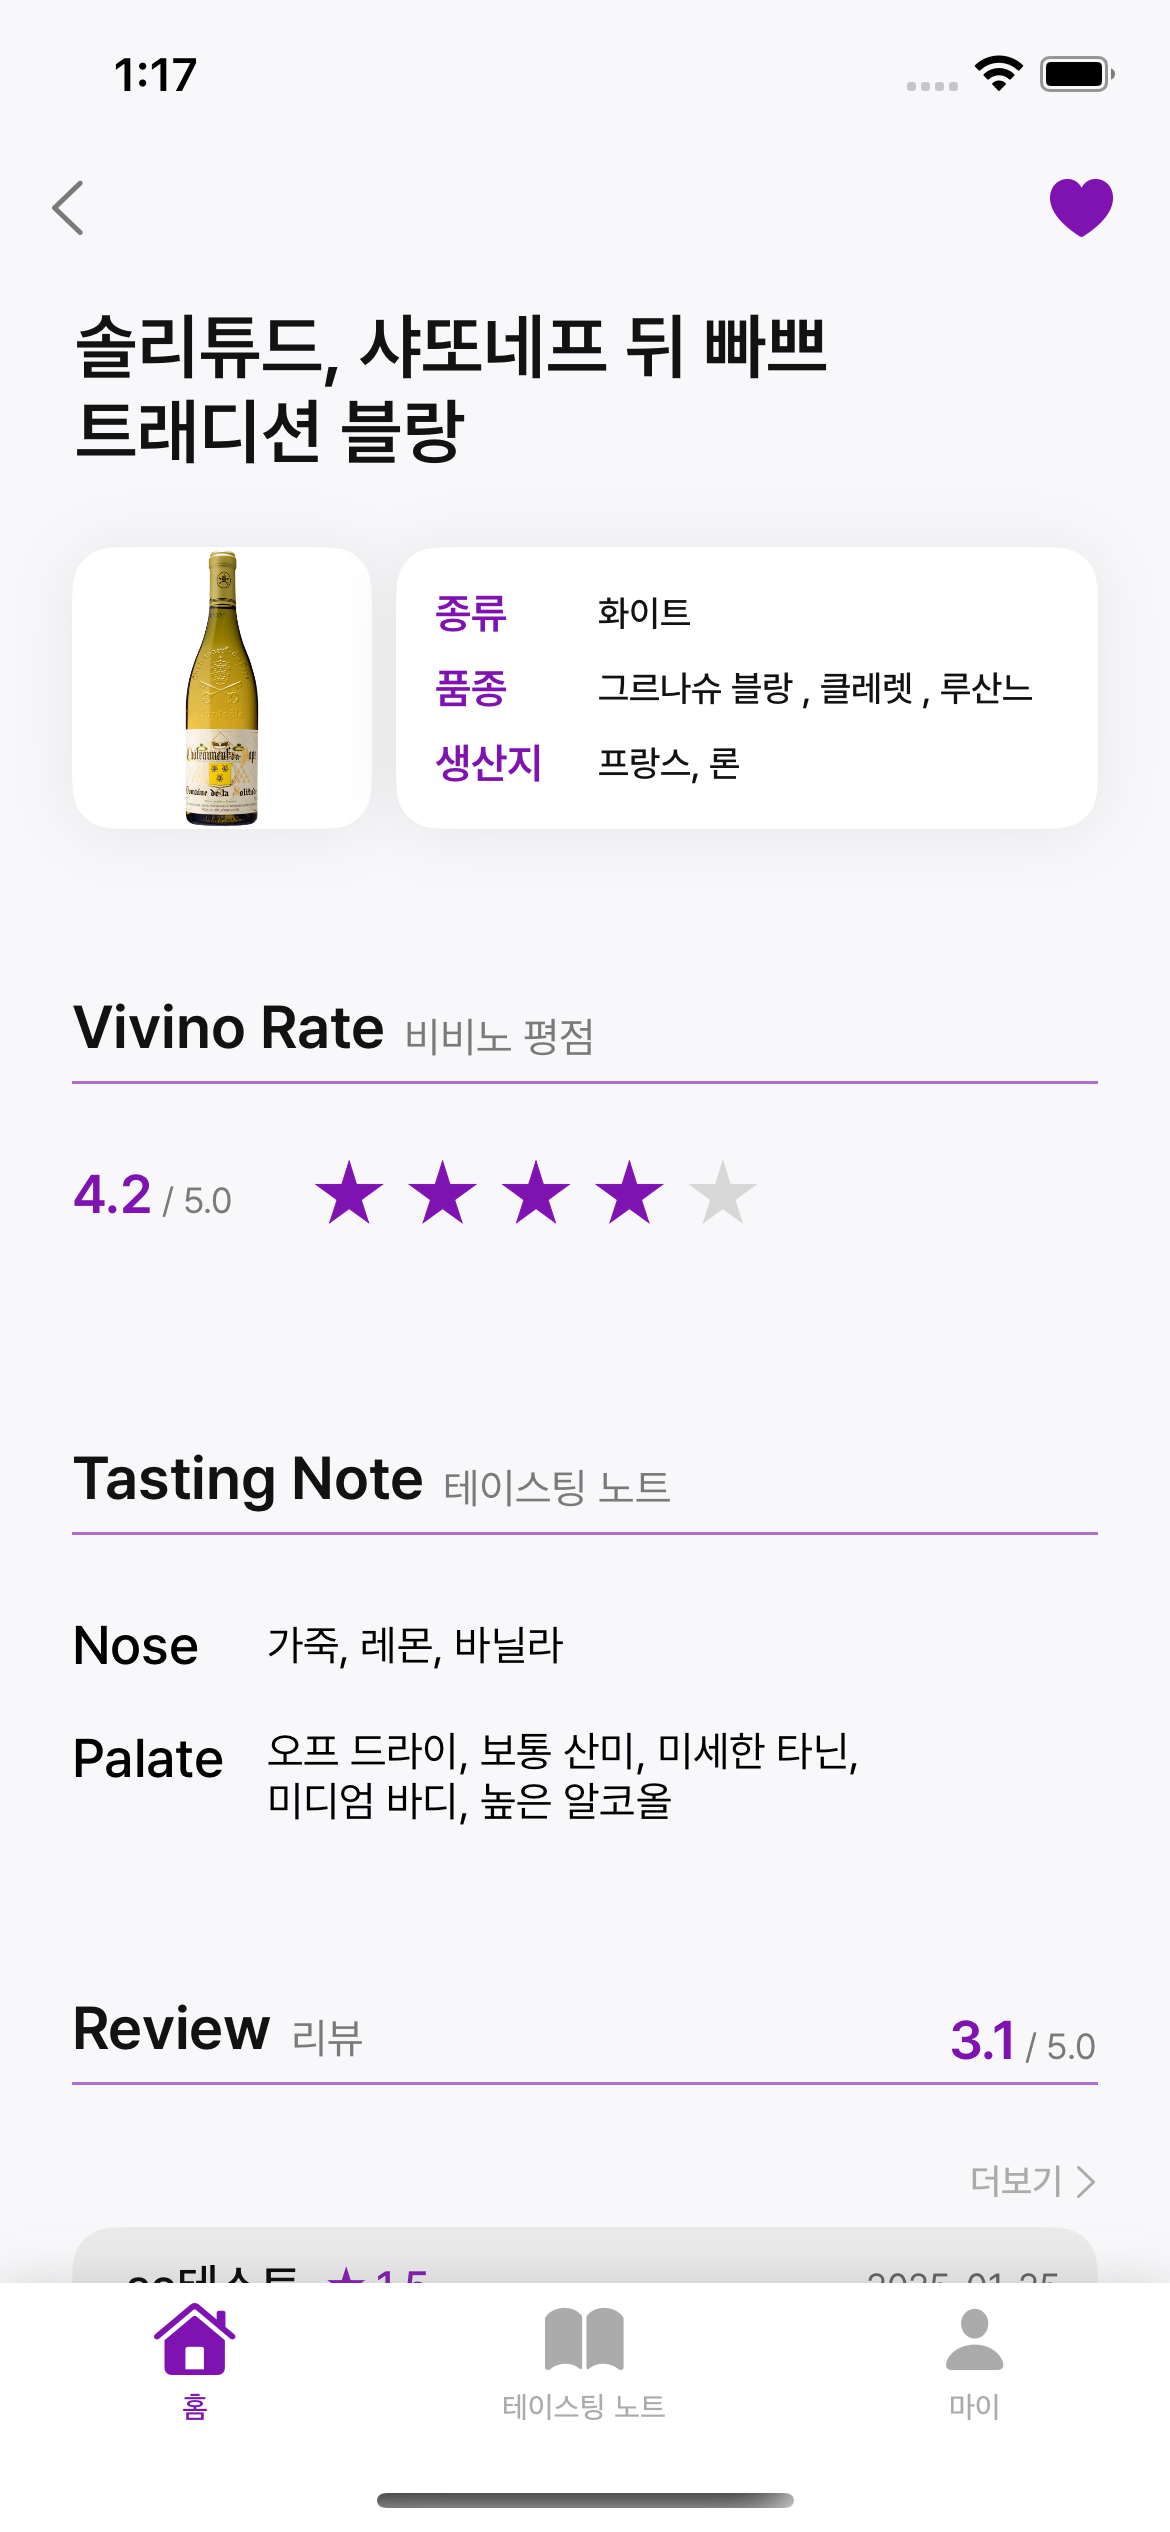 1:17
솔리튜드, 샤또네프 뒤 빠쁘
트래디션 블랑
종류 화이트
품종 그르나슈 블랑 , 클레렛 , 루산느
생산지 프랑스, 론
Vivino Rate 비비노 평점
4.2 / 5.0
Tasting Note 테이스팅 노트
Nose 가죽, 레몬, 바닐라
Palate 오프 드라이, 보통 산미, 미세한 타닌,
미디엄 바디, 높은 알코올
Review 리뷰 3.1 / 5.0
더보기
테스트 1.5 2025-01-25
홈 테이스팅 노트 마이